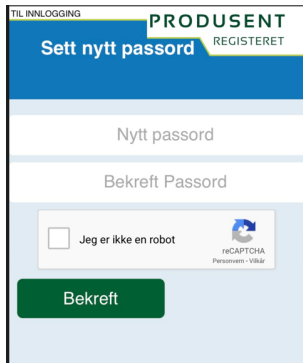 TIL INNLOGGING
PRODUSENT
REGISTERET
Sett nytt passord
Nytt passord
Bekreft Passord
Jeg er ikke en robot
reCAPTCHA
Personvern - Vilkår
Bekreft